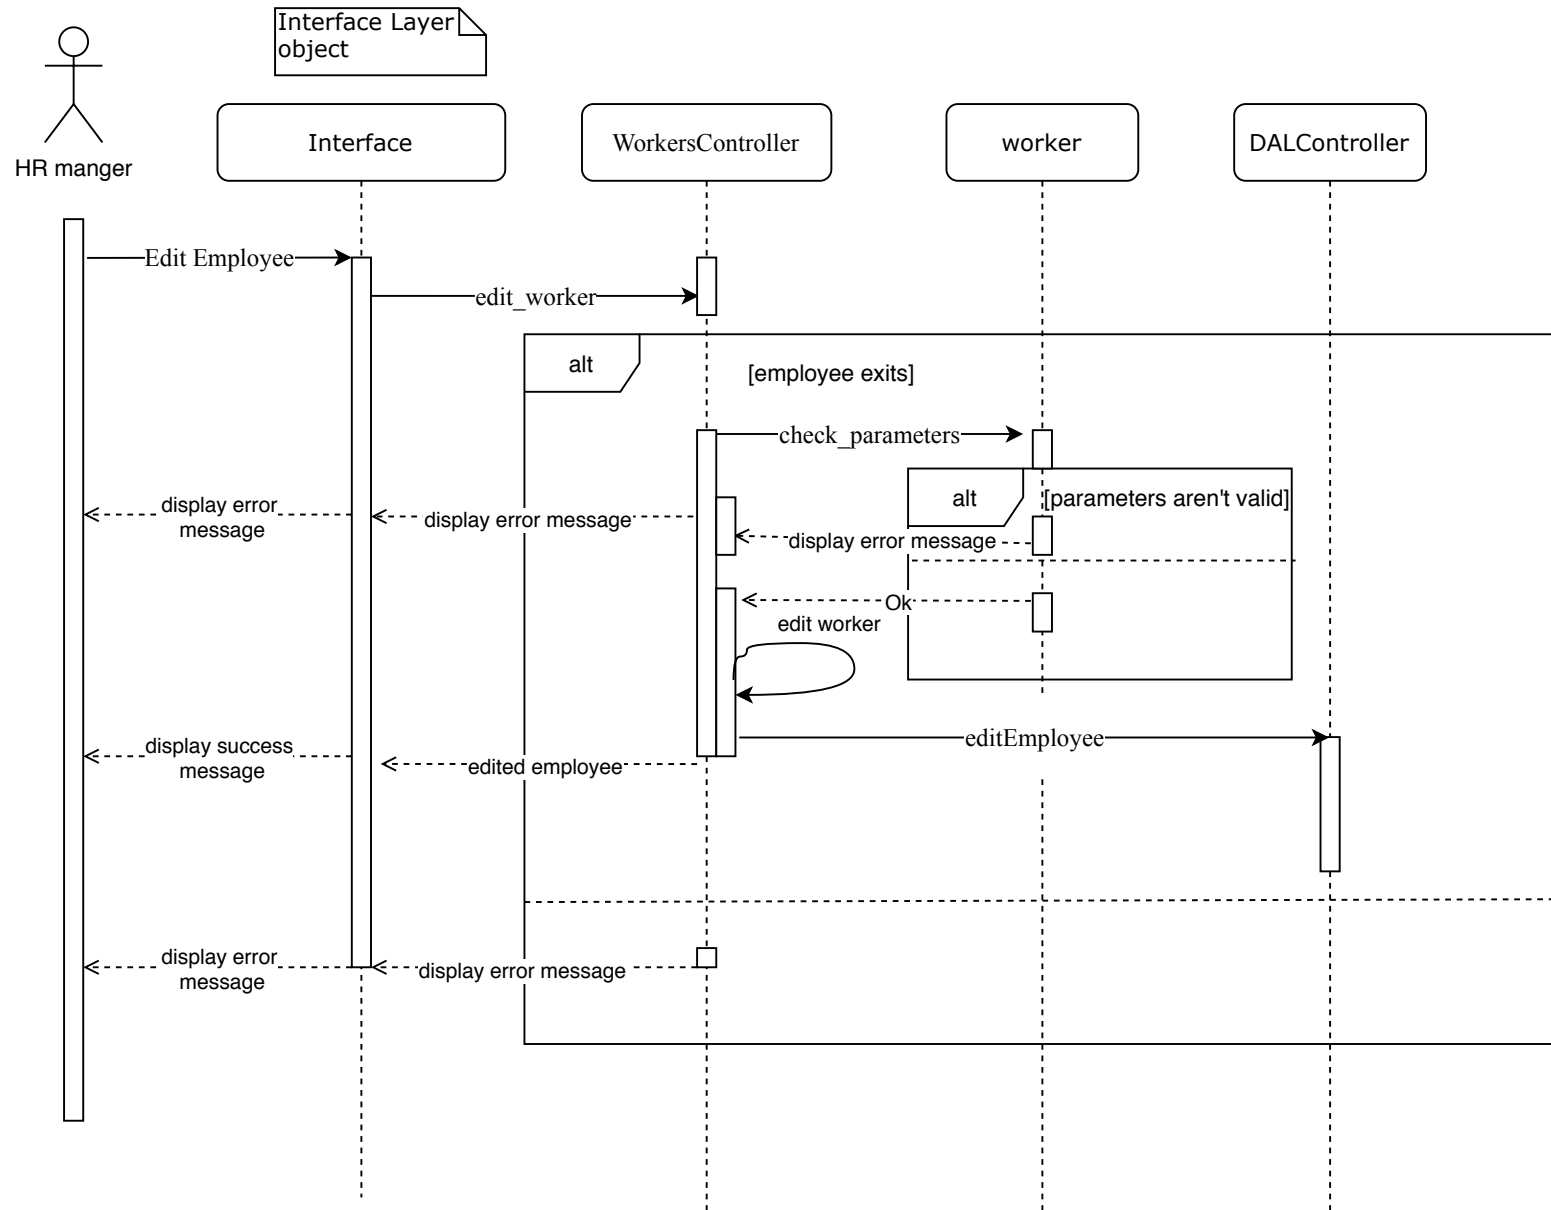 Interface Layer
object
HR manger
Interface
WorkersController
worker
DALController
Edit Employee
edit_worker
alt
[employee exits]
check_parameters
alt
[parameters aren't valid]
display error
message
display error message
display error message
Ok
edit worker
editEmployee
display success
message
edited employee
display error
message
display error message